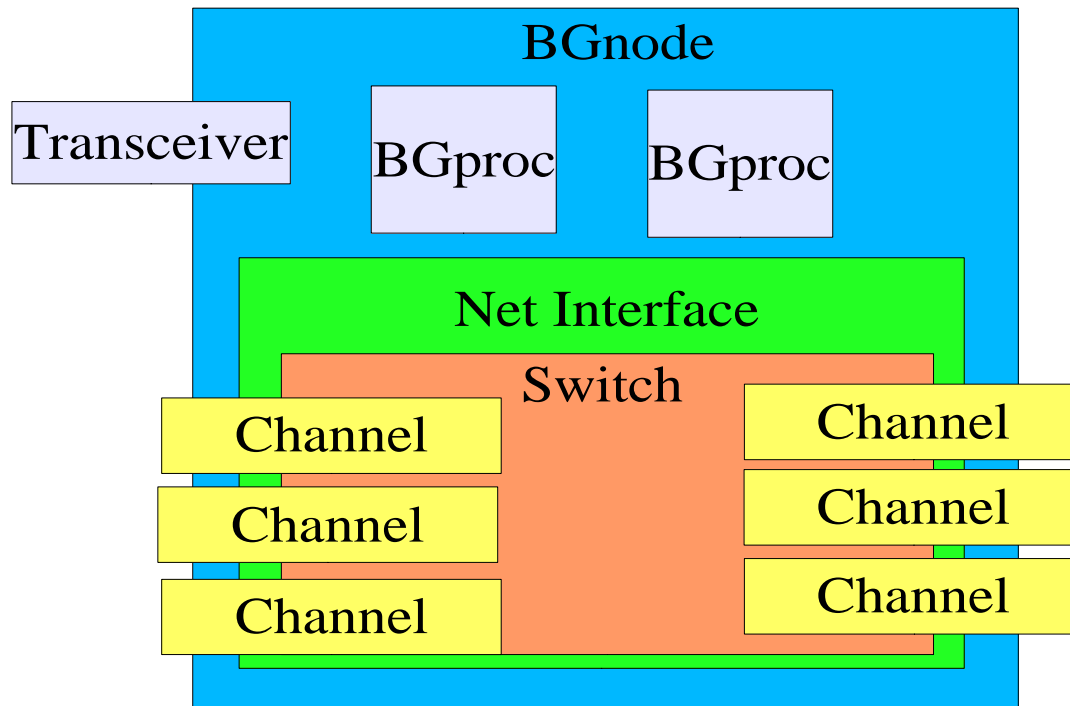 BGnode
Transceiver
BGproc
BGproc
Net Interface
Switch
Channel
Channel
Channel
Channel
Channel
Channel